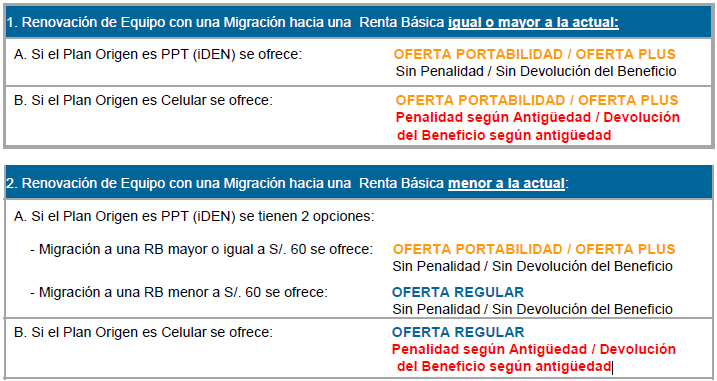 1. Renovación de Equipo con una Migración hacia una Renta Básica igual o mayor a la actual:
A. Si el Plan Origen es PPT (iDEN) se ofrece: OFERTA PORTABILIDAD / OFERTA PLUS
Sin Penalidad / Sin Devolución del Beneficio
B. Si el Plan Origen es Celular se ofrece: OFERTA PORTABILIDAD / OFERTA PLUS
Penalidad según Antigüedad / Devolución
del Beneficio según antigüedad
2. Renovación de Equipo con una Migración hacia una Renta Básica menor a la actual:
A. Si el Plan Origen es PPT (iDEN) se tienen 2 opciones:
- Migración a una RB mayor o igual a S/. 60 se ofrece: OFERTA PORTABILIDAD / OFERTA PLUS
Sin Penalidad / Sin Devolución del Beneficio
- Migración a una RB menor a S/. 60 se ofrece: OFERTA REGULAR
Sin Penalidad / Sin Devolución del Beneficio
B. Si el Plan Origen es Celular se ofrece: OFERTA REGULAR
Penalidad según Antigüedad / Devolución
del Beneficio según antigüedad